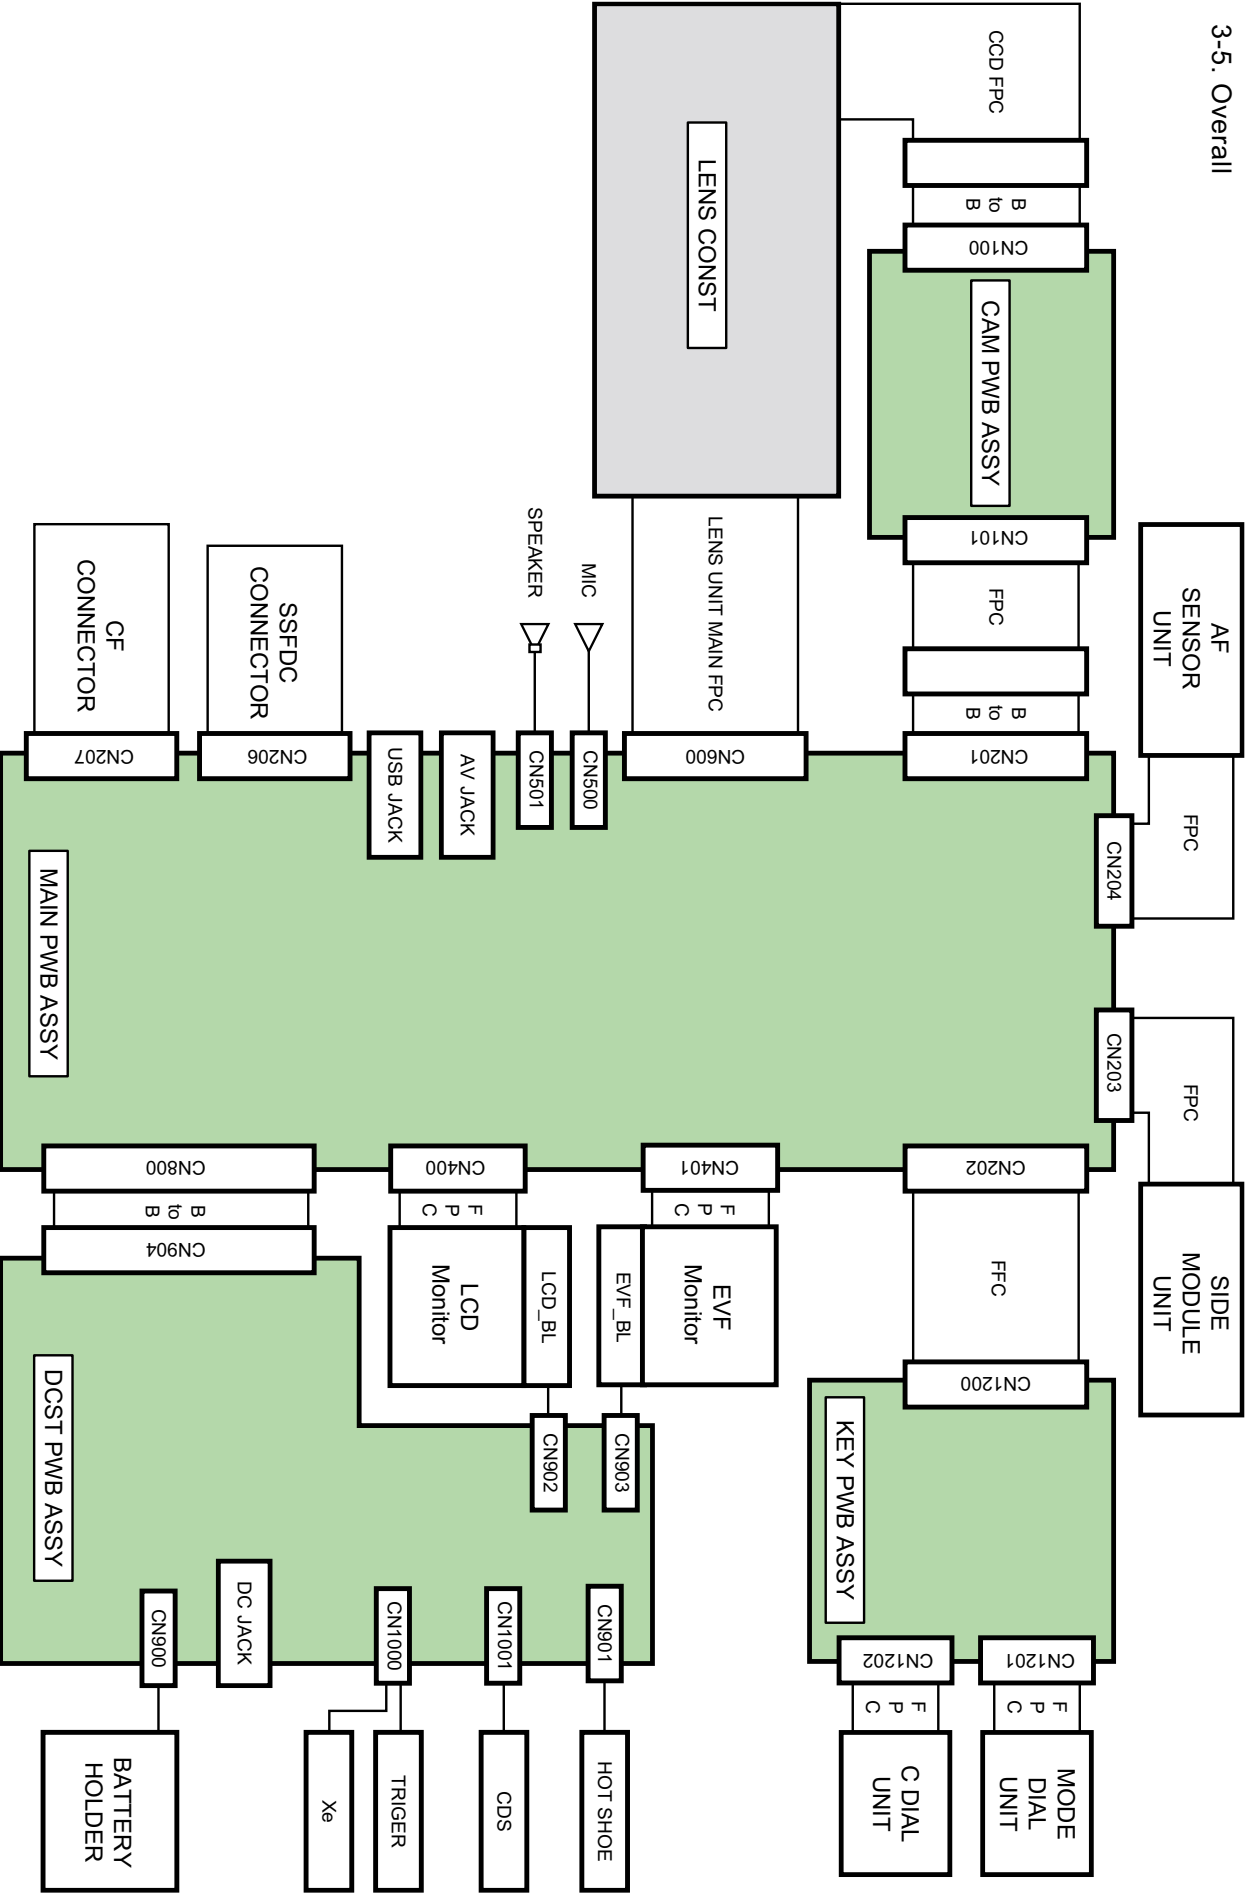 3-5. Overall
AF
SENSOR
UNIT
FPC
FPC
SIDE
MODULE
UNIT
CN204
CN203
CCD FPC
B to B
CN100
CAM PWB ASSY
CN101
FPC
B to B
CN201
CN202
FFC
CN1200
KEY PWB ASSY
CN1201
F P C
MODE
DIAL
UNIT
CN1202
F P C
C DIAL
UNIT
LENS CONST
LENS UNIT MAIN FPC
CN600
CN401
F P C
EVF
Monitor
EVF_BL
CN903
MIC
CN500
SPEAKER
CN501
AV JACK
USB JACK
CN400
F P C
LCD_BL
LCD
Monitor
CN902
SSFDC
CONNECTOR
CN206
CF
CONNECTOR
CN207
MAIN PWB ASSY
CN800
B to B
CN904
DCST PWB ASSY
CN901
HOT SHOE
CN1001
CDS
CN1000
TRIGER
Xe
DC JACK
CN900
BATTERY
HOLDER